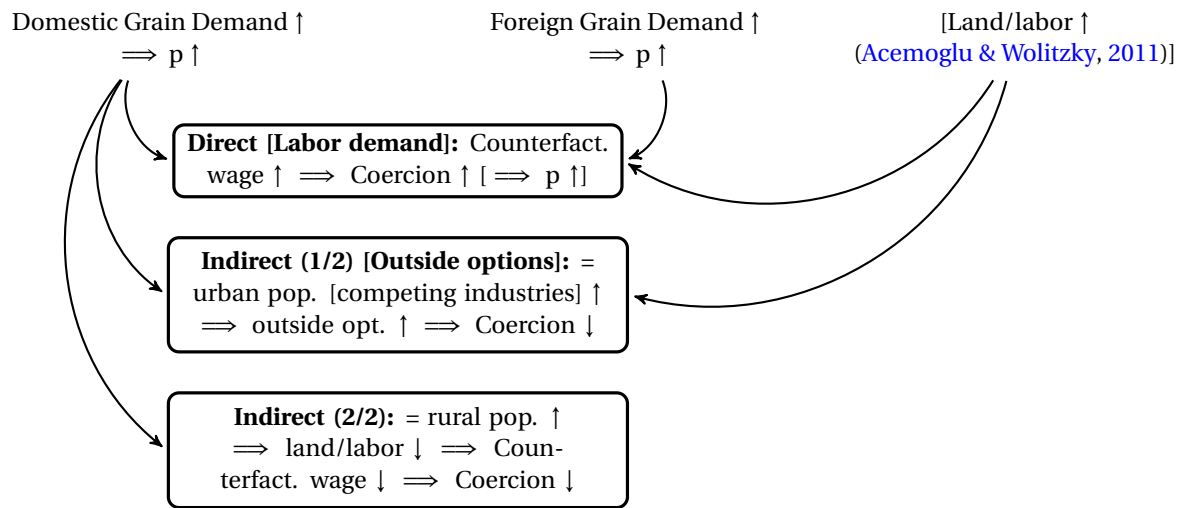 Domestic Grain Demand ↑
⟹ p ↑
Foreign Grain Demand ↑
⟹ p ↑
[Land/labor ↑
(Acemoglu & Wolitzky, 2011)]
Direct [Labor demand]: Counterfact.
wage ↑ ⟹ Coercion ↑ [ ⟹ p ↑]
Indirect (1/2) [Outside options]: =
urban pop. [competing industries] ↑
⟹ outside opt. ↑ ⟹ Coercion ↓
Indirect (2/2): = rural pop. ↑
⟹ land/labor ↓ ⟹ Coun-
terfact. wage ↓ ⟹ Coercion ↓